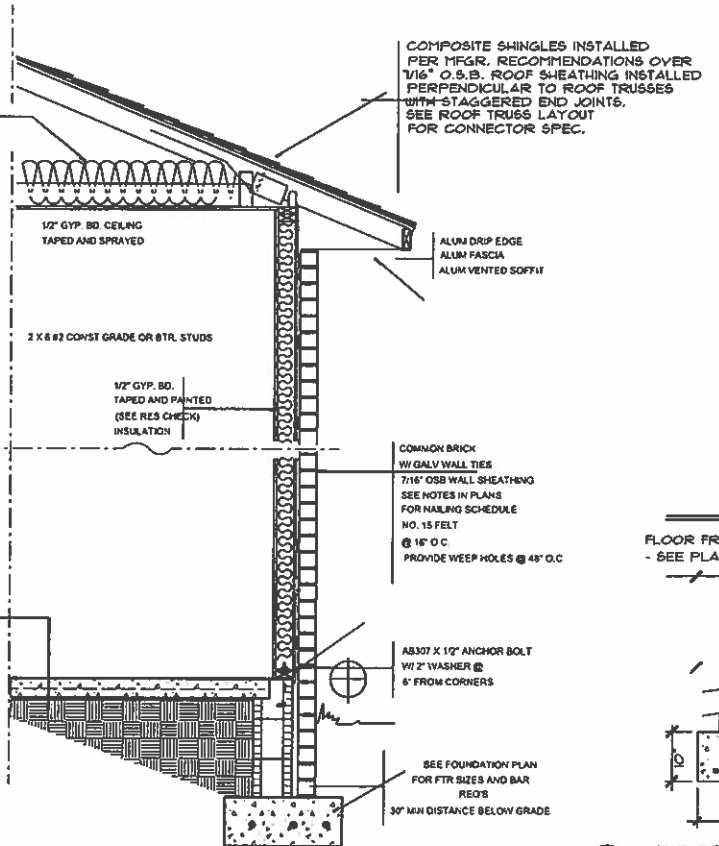 COMPOSITE SHINGLES INSTALLED
PER MFGR. RECOMMENDATIONS OVER
7/16" O.S.B. ROOF SHEATHING INSTALLED
PERPENDICULAR TO ROOF TRUSSES
WITH STAGGERED END JOINTS.
SEE ROOF TRUSS LAYOUT
FOR CONNECTOR SPEC.
1/2" GYP. BD. CEILING
TAPED AND SPRAYED
ALUM DRIP EDGE
ALUM FASCIA
ALUM VENTED SOFFIT
2 X 6 #2 CONST GRADE OR BTR. STUDS
1/2" GYP. BD.
TAPED AND PAINTED
(SEE RES CHECK)
INSULATION
COMMON BRICK
W/ GALV WALL TIES
7/16" OSB WALL SHEATHING
SEE NOTES IN PLANS
FOR NAILING SCHEDULE
NO. 15 FELT
@ 16" O.C.
PROVIDE WEEP HOLES @ 48" O.C
FLOOR FR
- SEE PLA
AB307 X 1/2" ANCHOR BOLT
W/ 2" WASHER @
6" FROM CORNERS
10"
SEE FOUNDATION PLAN
FOR FTR SIZES AND BAR
REQ'S
30" MIN DISTANCE BELOW GRADE